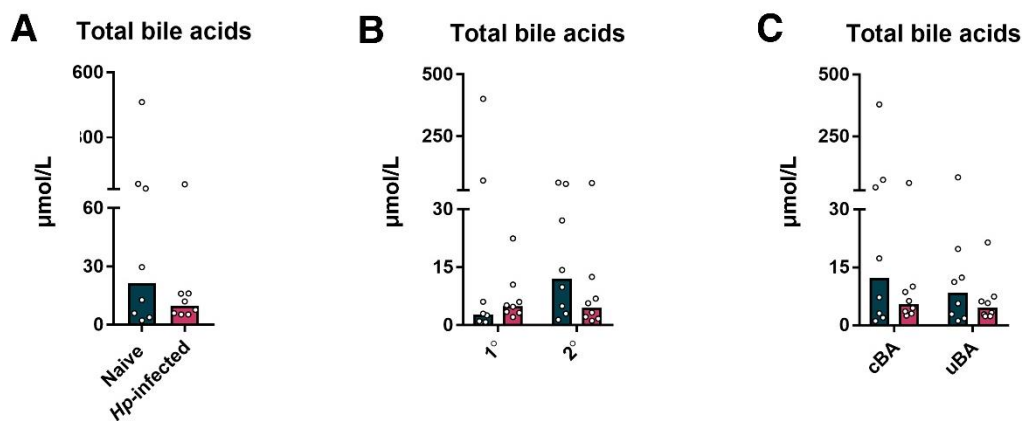 A Total bile acids
600
300
60
30
15
0
µmol/L
Naive
Hp-infected
B Total bile acids
500
250
30
15
0
µmol/L
1°
2°
C Total bile acids
500
250
30
15
0
µmol/L
cBA
uBA